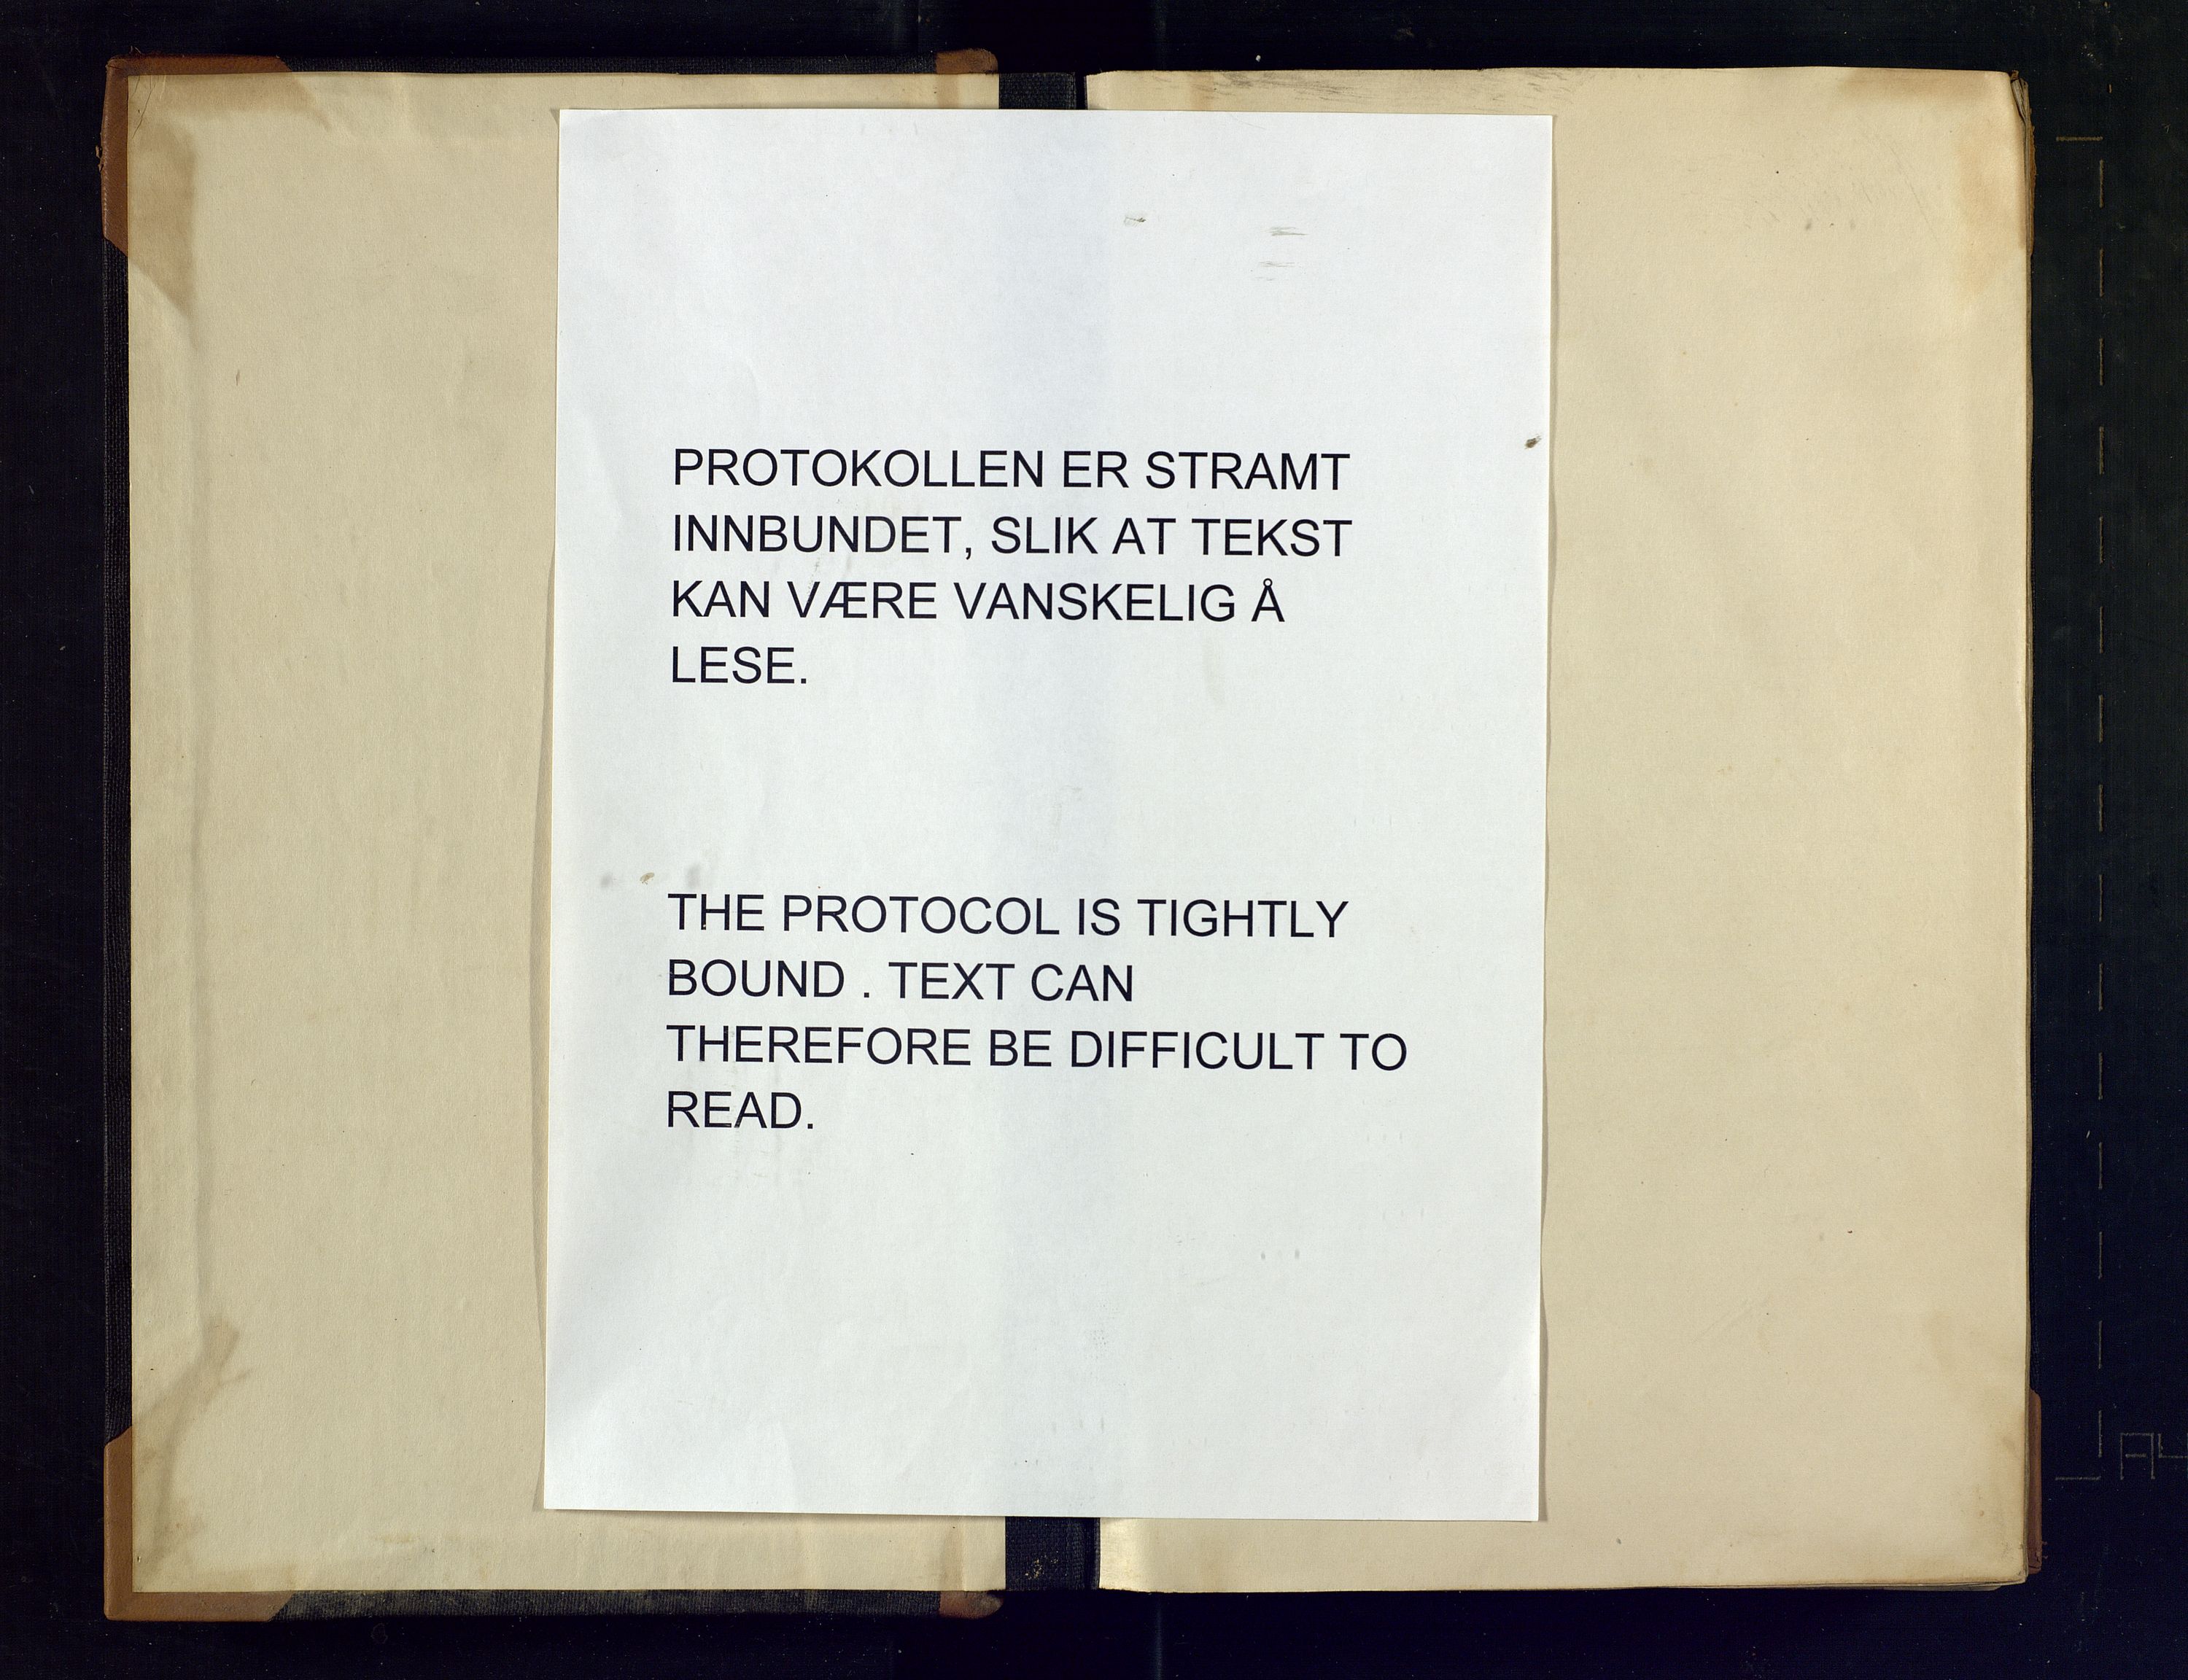 PROTOKOLLEN ER STRAMT
INNBUNDET, SLIK AT TEKST
KAN VÆRE VANSKELIG Å
LESE.
THE PROTOCOL IS TIGHTLY
BOUND . TEXT CAN
THEREFORE BE DIFFICULT TO
READ.
A4